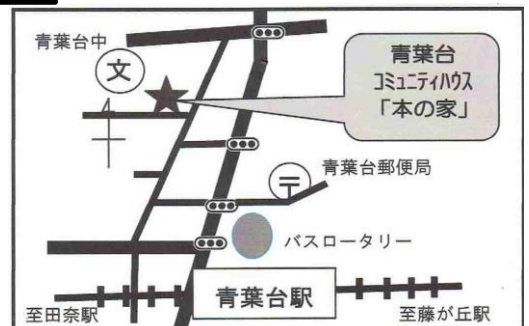 青葉台中
文
青葉台
コミュニティハウス
「本の家」
青葉台郵便局
〒
バスロータリー
青葉台駅
至田奈駅
至藤が丘駅